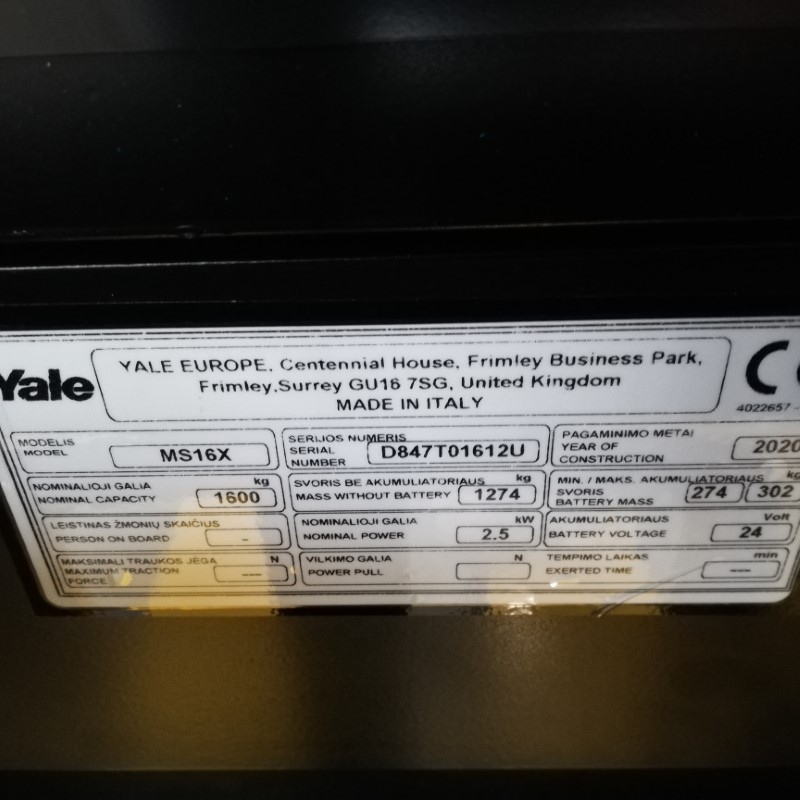 Yale
YALE EUROPE, Centennial House, Frimley Business Park,
Frimley,Surrey GU16 7SG, United Kingdom
MADE IN ITALY
CE
4022657 -
MODELIS
MODEL
MS16X
SERIJOS NUMERIS
SERIAL
NUMBER
D847T01612U
PAGAMINIMO METAI
YEAR OF
CONSTRUCTION
2020
NOMINALIOJI GALIA
NOMINAL CAPACITY
kg
1600
SVORIS BE AKUMULIATORIAUS
MASS WITHOUT BATTERY
kg
1274
MIN. / MAKS. AKUMULIATORIAUS
SVORIS
BATTERY MASS
kg
274
302
LEISTINAS ŽMONIŲ SKAIČIUS
PERSON ON BOARD
-
NOMINALIOJI GALIA
NOMINAL POWER
kW
2.5
AKUMULIATORIAUS
BATTERY VOLTAGE
Volt
24
MAKSIMALI TRAUKOS JĖGA
MAXIMUM TRACTION
FORCE
N
---
VILKIMO GALIA
POWER PULL
N
TEMPIMO LAIKAS
EXERTED TIME
min
---